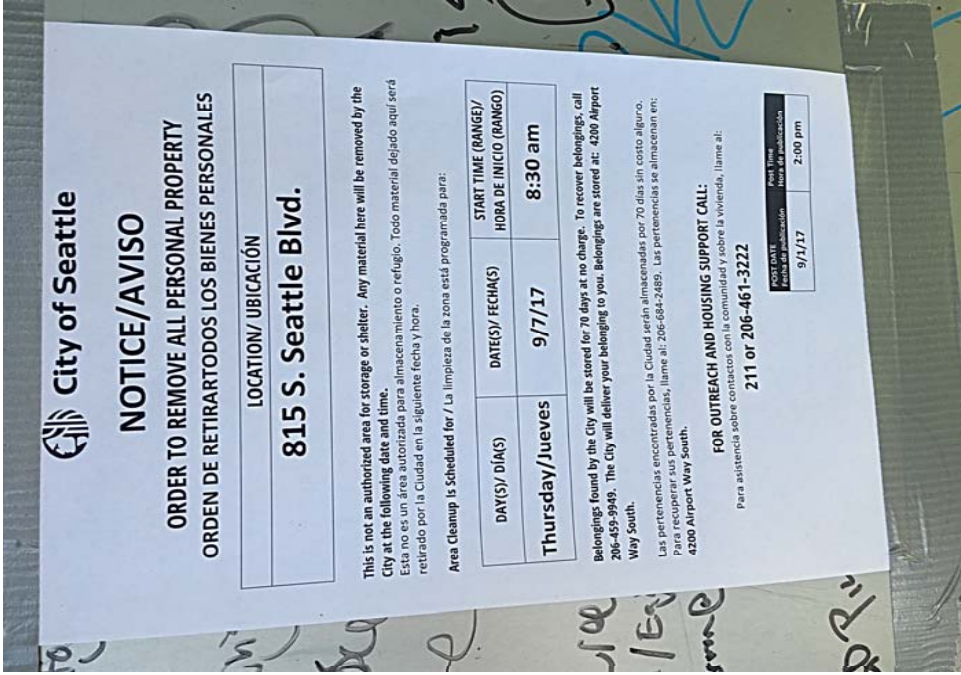 City of Seattle
NOTICE/AVISO
ORDER TO REMOVE ALL PERSONAL PROPERTY
ORDEN DE RETIRARTODOS LOS BIENES PERSONALES
LOCATION/ UBICACIÓN
815 S. Seattle Blvd.
This is not an authorized area for storage or shelter. Any material here will be removed by the
City at the following date and time.
Esta no es un área autorizada para almacenamiento o refugio. Todo material dejado aquí será
retirado por la Ciudad en la siguiente fecha y hora.
Area Cleanup Is Scheduled for / La limpieza de la zona está programada para:
DAY(S)/ DÍA(S) DATE(S)/ FECHA(S) START TIME (RANGE)/
HORA DE INICIO (RANGO)
Thursday/Jueves 9/7/17 8:30 am
Belongings found by the City will be stored for 70 days at no charge. To recover belongings, call
206-459-9949. The City will deliver your belonging to you. Belongings are stored at: 4200 Airport
Way South.
Las pertenencias encontradas por la Ciudad serán almacenadas por 70 días sin costo alguro.
Para recuperar sus pertenencias, llame al: 206-684-2489. Las pertenencias se almacenan en:
4200 Airport Way South.
FOR OUTREACH AND HOUSING SUPPORT CALL:
Para asistencia sobre contactos con la comunidad y sobre la vivienda, llame al:
211 or 206-461-3222
POST DATE Post Time
Fecha de publicación Hora de publicación
9/1/17 2:00 pm